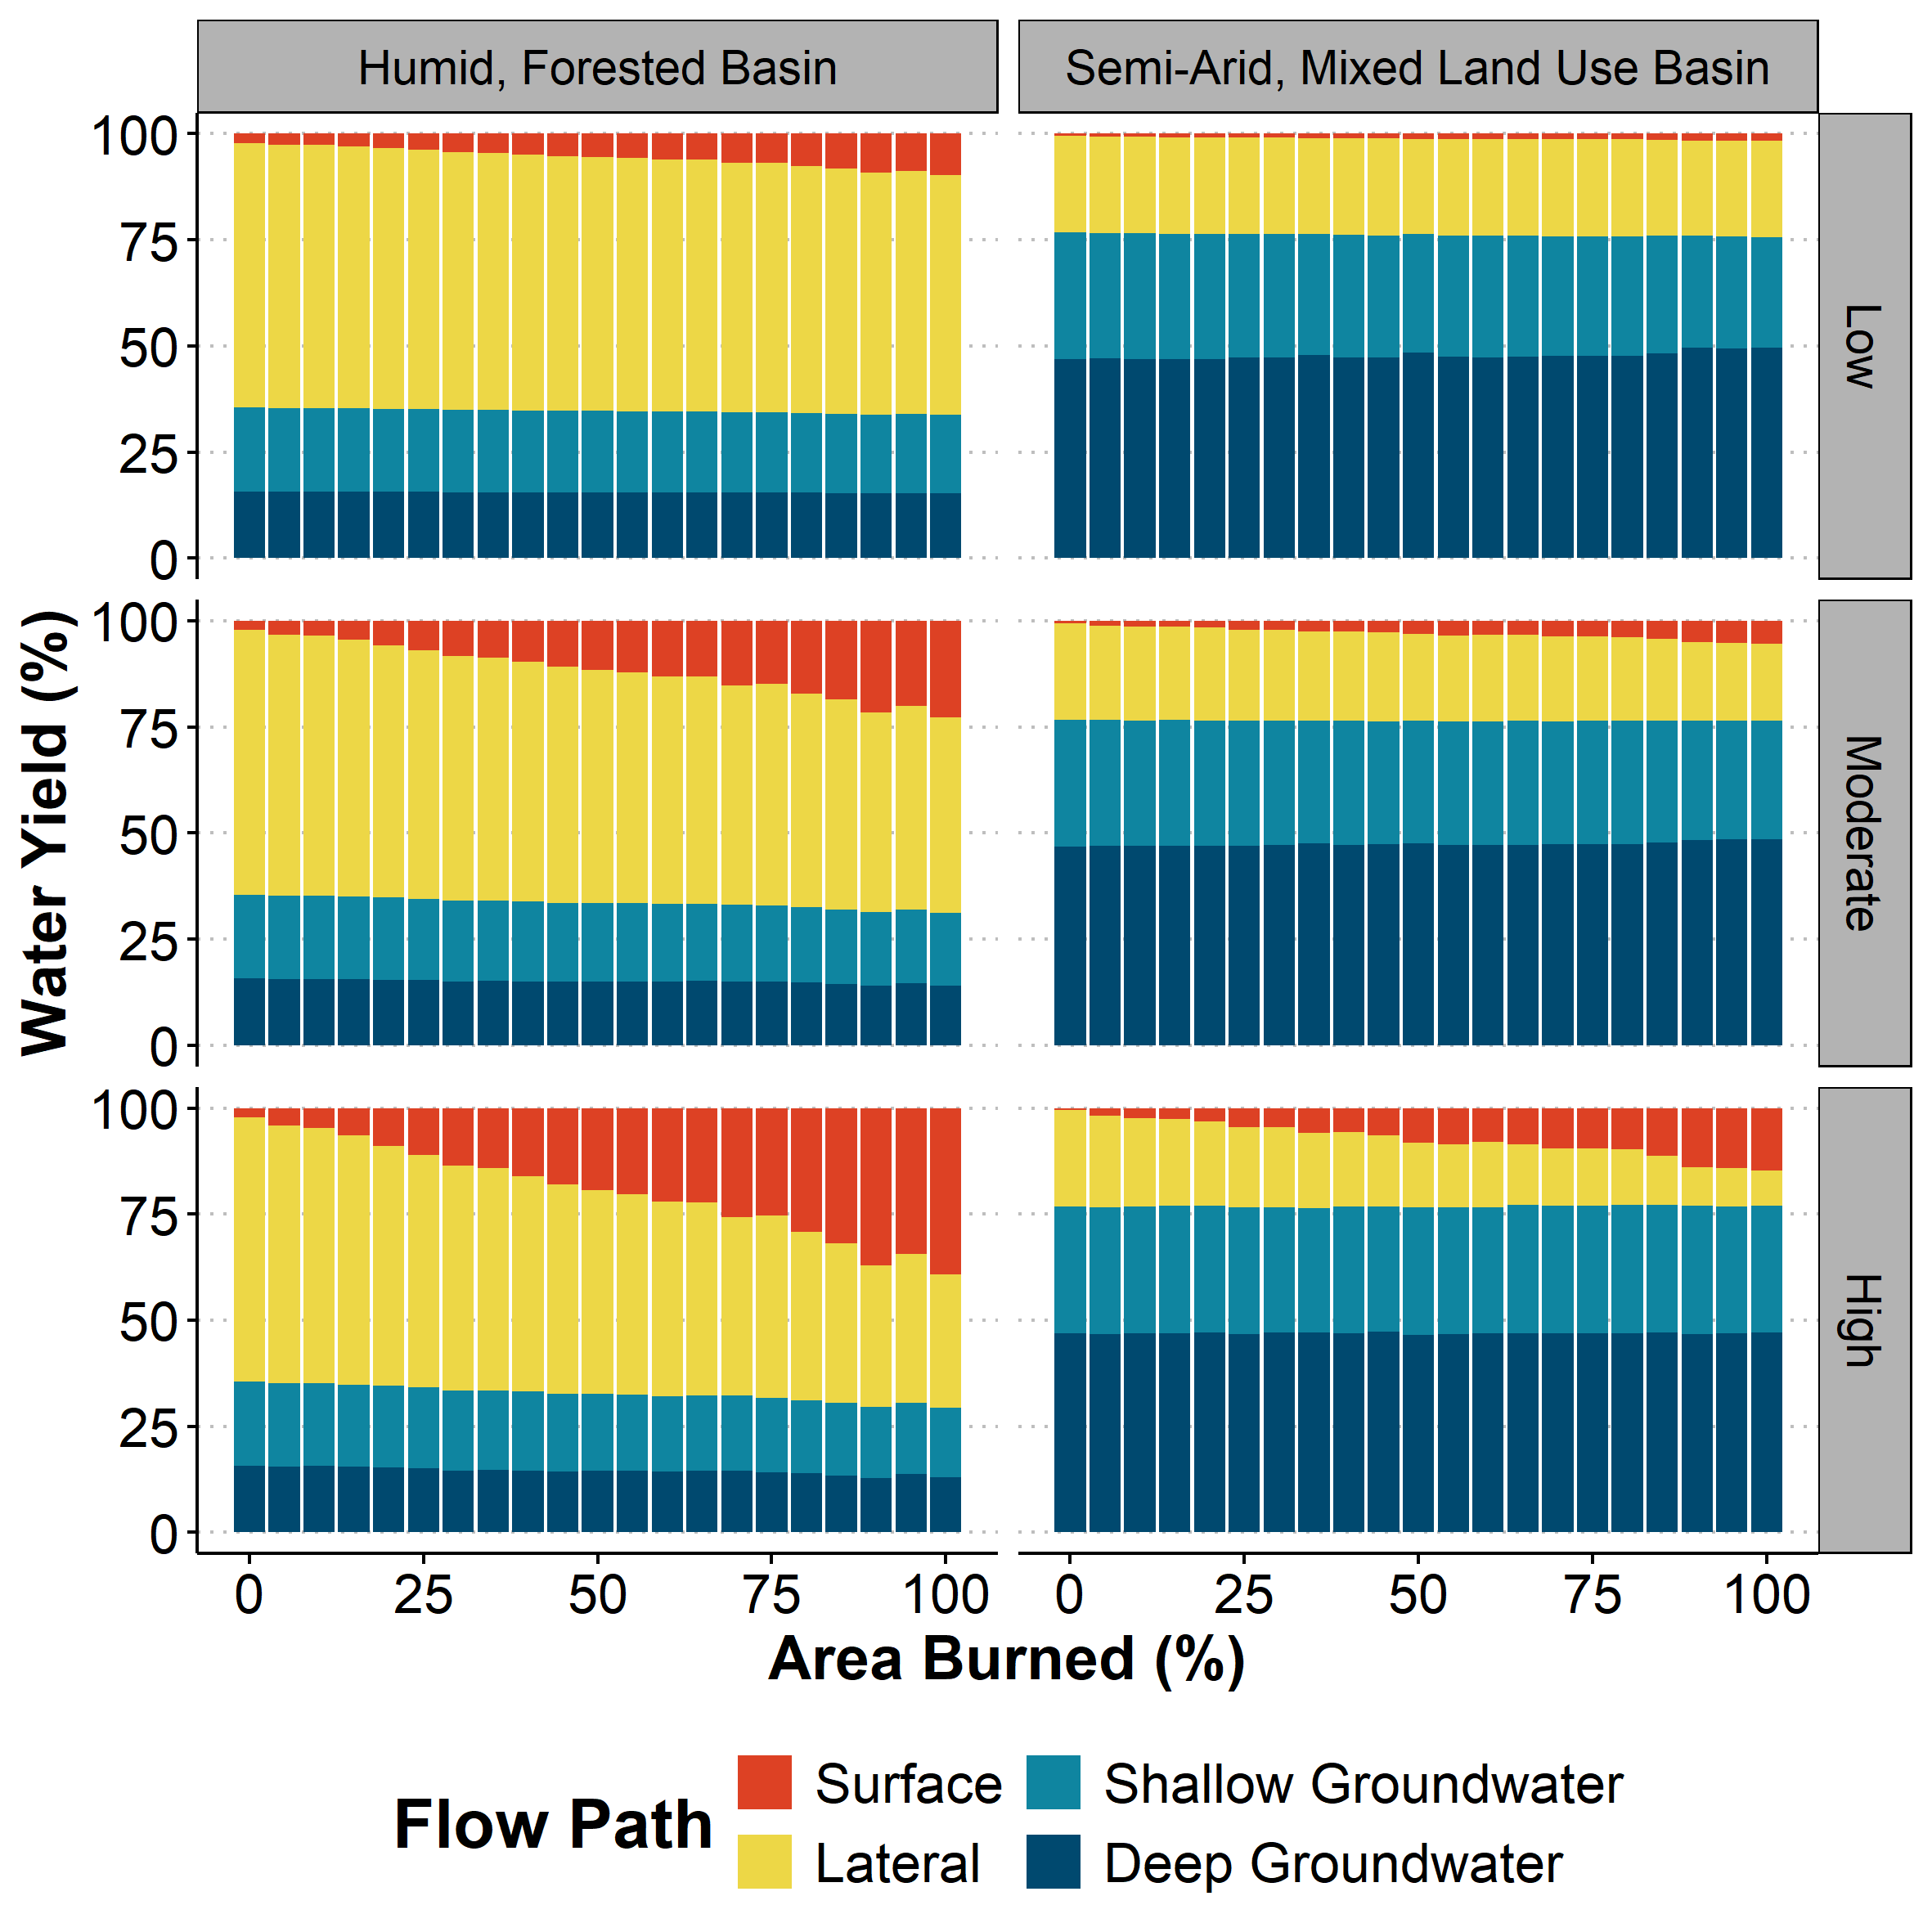 Humid, Forested Basin
Semi-Arid, Mixed Land Use Basin
Water Yield (%)
100
75
50
25
0
Low
100
75
50
25
0
Moderate
100
75
50
25
0
High
0 25 50 75 100
0 25 50 75 100
Area Burned (%)
Flow Path
Surface
Lateral
Shallow Groundwater
Deep Groundwater